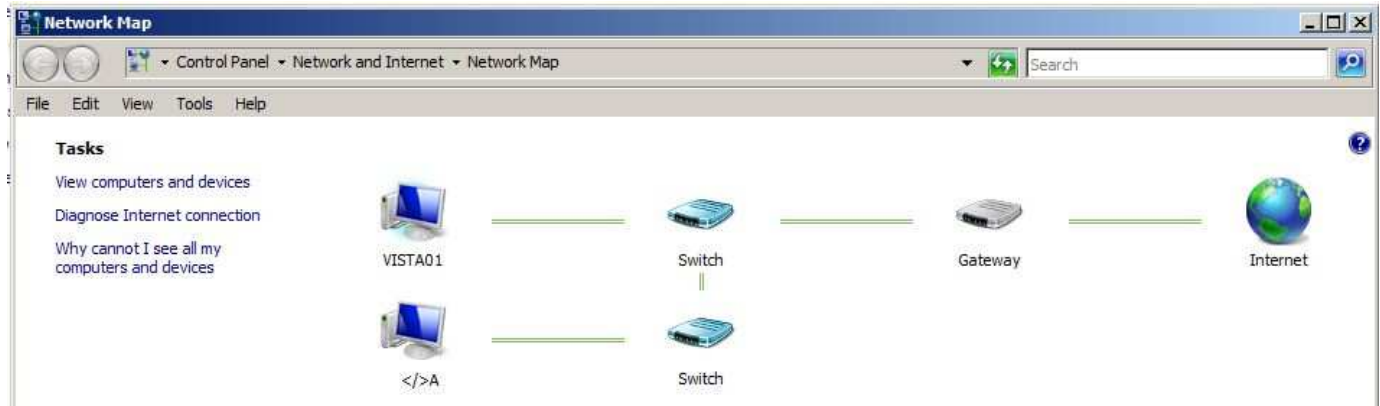 Network Map
Control Panel Network and Internet Network Map
Search
File Edit View Tools Help
Tasks
View computers and devices
Diagnose Internet connection
Why cannot I see all my
computers and devices
VISTA01 Switch Gateway Internet
</>A Switch